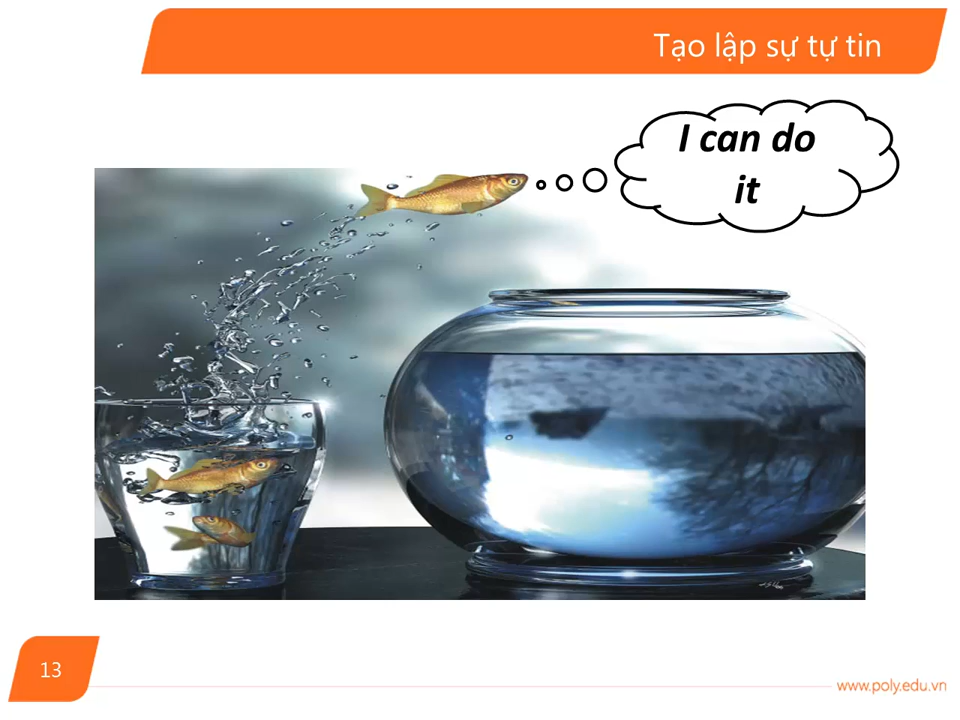 Tạo lập sự tự tin
I can do
it
13
www.poly.edu.vn